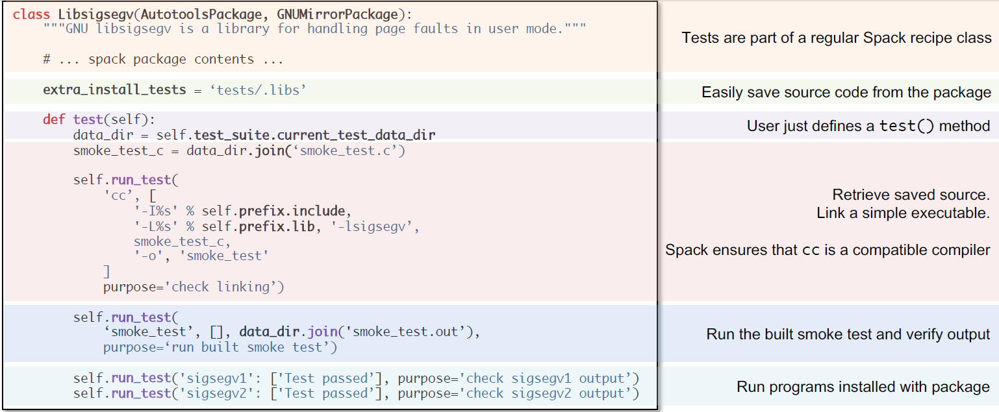 class Libsigsegv(AutotoolsPackage, GNUMirrorPackage):
"""GNU libsigsegv is a library for handling page faults in user mode."""
# ... spack package contents ...
Tests are part of a regular Spack recipe class
extra_install_tests = ‘tests/.libs’
Easily save source code from the package
def test(self):
data_dir = self.test_suite.current_test_data_dir
User just defines a test() method
smoke_test_c = data_dir.join(‘smoke_test.c’)
self.run_test(
'cc’, [
'-I%s' % self.prefix.include,
'-L%s' % self.prefix.lib, '-lsigsegv’,
smoke_test_c,
'-o', 'smoke_test'
]
purpose='check linking’)
Retrieve saved source.
Link a simple executable.
Spack ensures that cc is a compatible compiler
self.run_test(
‘smoke_test’, [], data_dir.join('smoke_test.out’),
purpose=‘run built smoke test’)
Run the built smoke test and verify output
self.run_test('sigsegv1': ['Test passed’], purpose='check sigsegv1 output’)
self.run_test('sigsegv2': ['Test passed’], purpose='check sigsegv2 output’)
Run programs installed with package